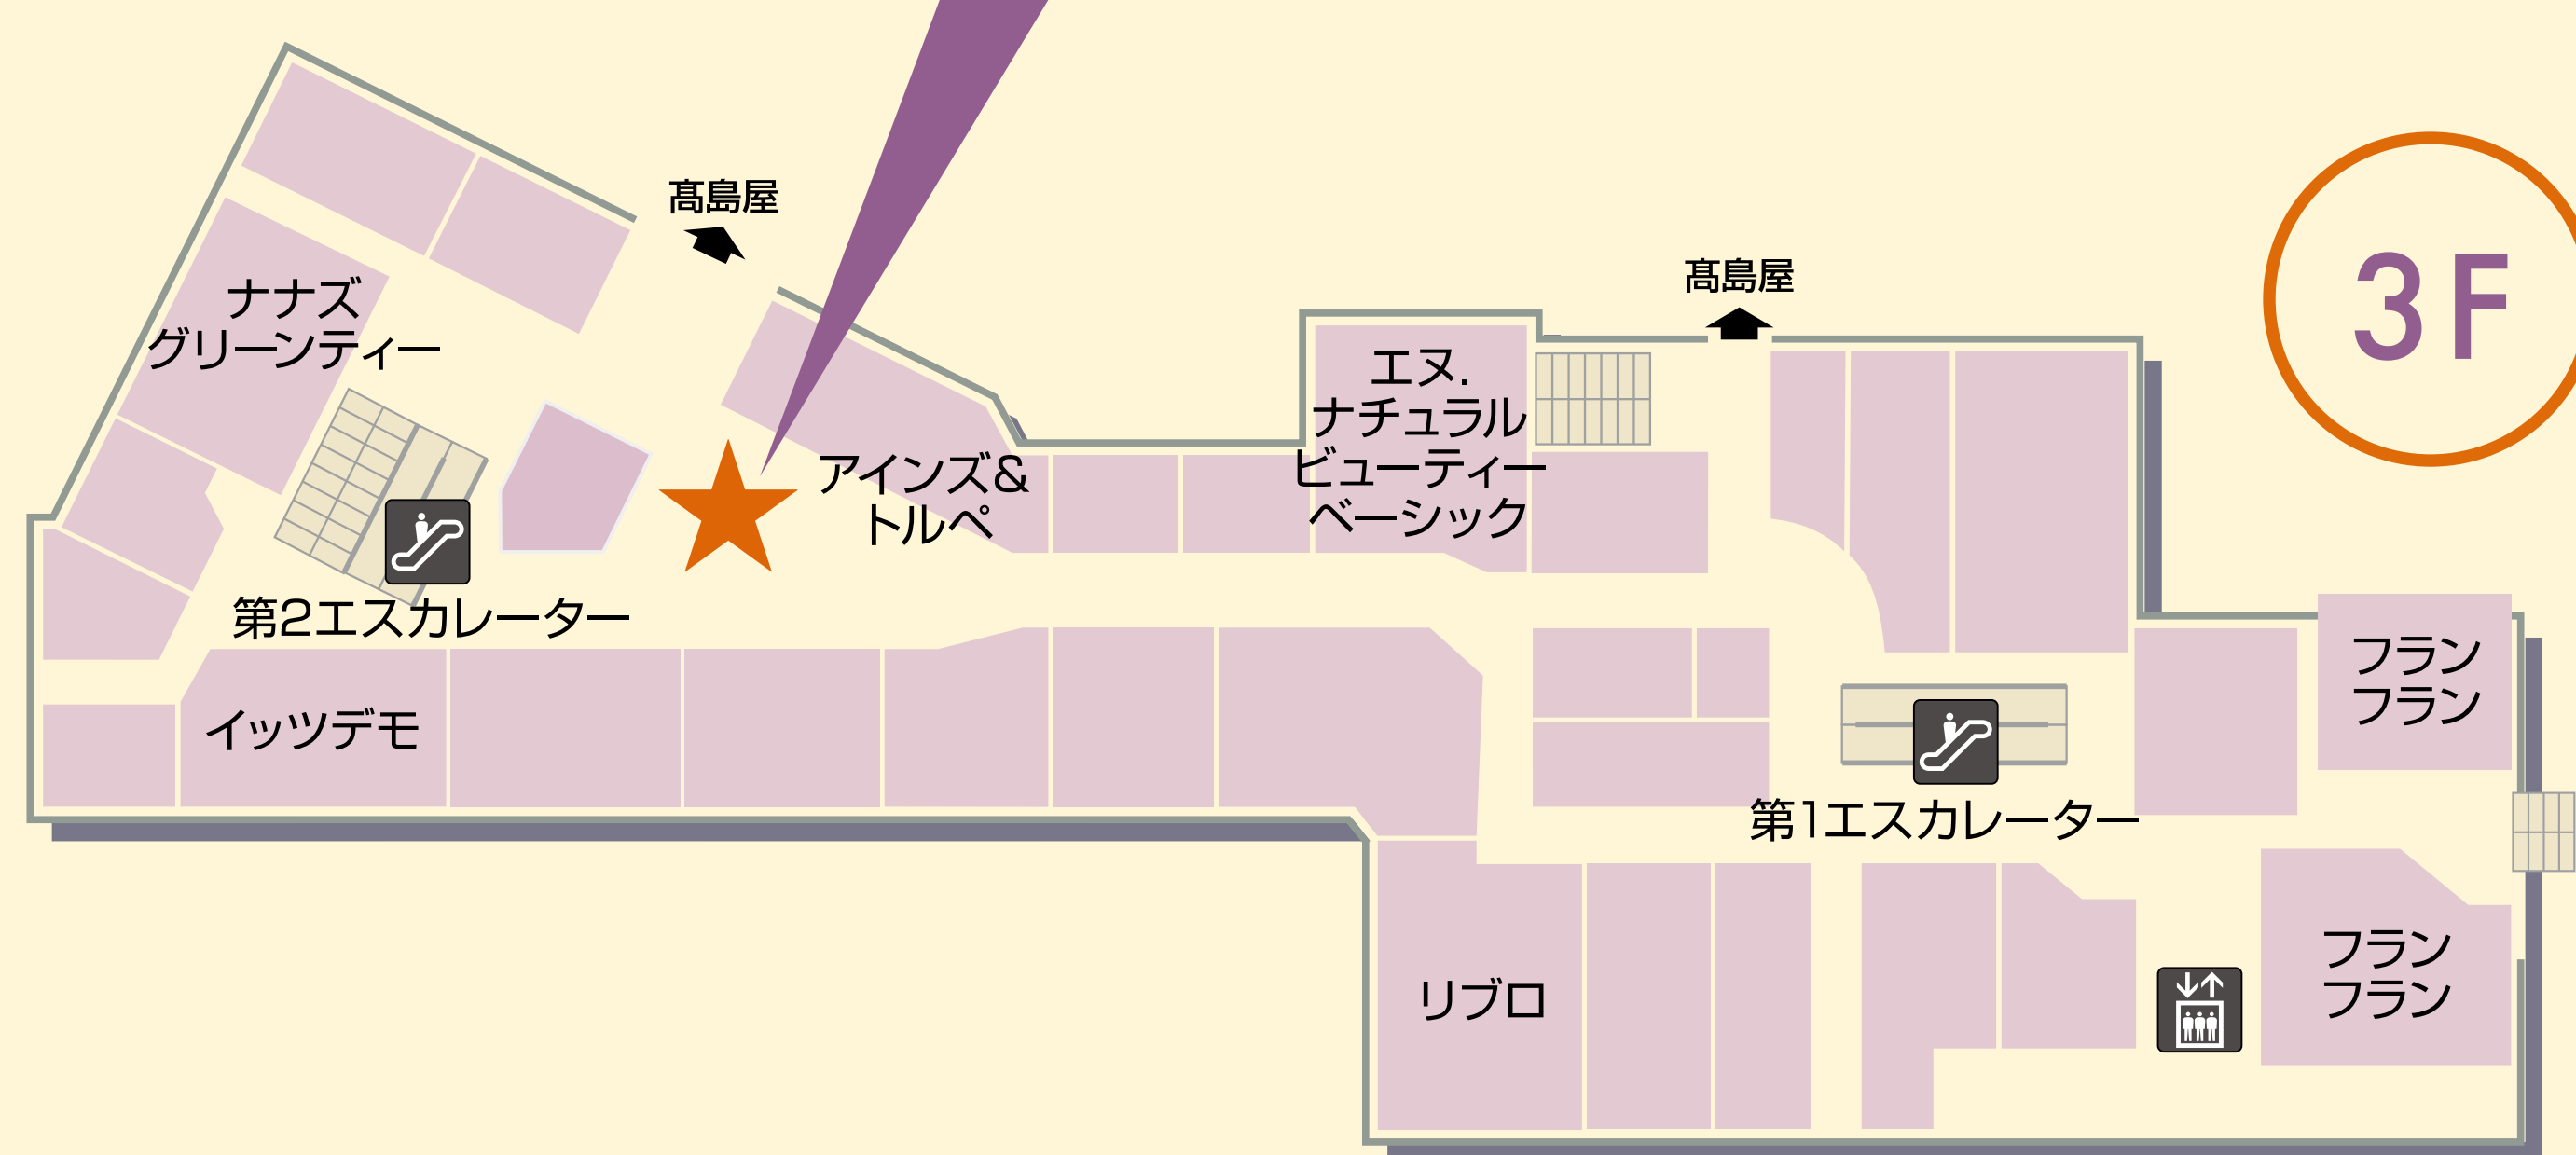 髙島屋
ナナズ
グリーンティー
髙島屋
3F
エヌ.
ナチュラル
ビューティー
ベーシック
アインズ&
トルペ
第2エスカレーター
フラン
フラン
イッツデモ
第1エスカレーター
フラン
フラン
リブロ